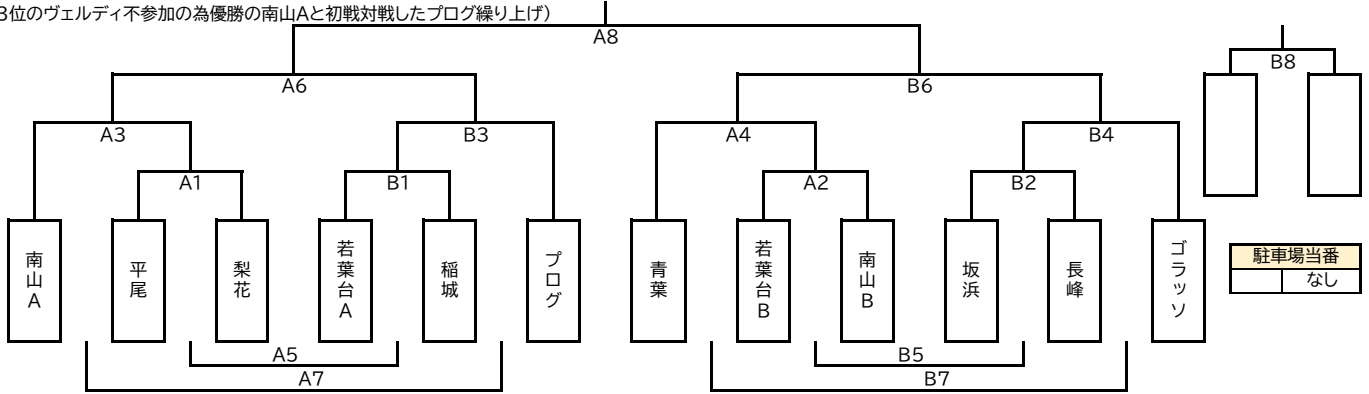 3位のヴェルディ不参加の為優勝の南山Aと初戦対戦したプログ繰り上げ）
A8
B8
A6
B6
A3
B3
A4
B4
A1
B1
A2
B2
南山A
平尾
梨花
若葉台A
稲城
プログ
青葉
若葉台B
南山B
坂浜
長峰
ゴラッソ
駐車場当番
なし
A5
B5
A7
B7